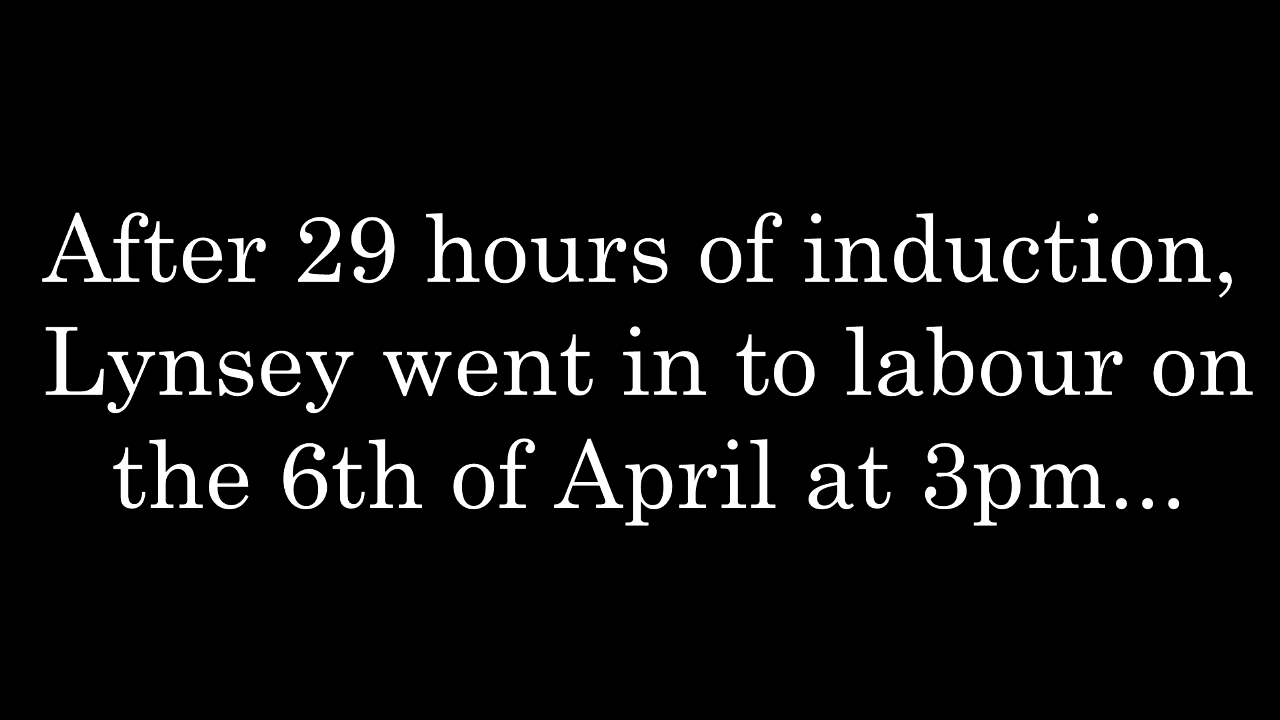 After 29 hours of induction,
Lynsey went in to labour on
the 6th of April at 3pm...